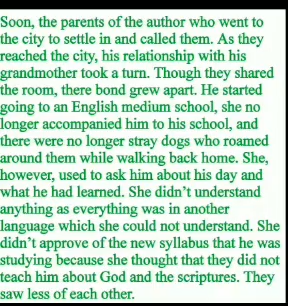 Soon, the parents of the author who went to
the city to settle in and called them. As they
reached the city, his relationship with his
grandmother took a turn. Though they shared
the room, there bond grew apart. He started
going to an English medium school, she no
longer accompanied him to his school, and
there were no longer stray dogs who roamed
around them while walking back home. She,
however, used to ask him about his day and
what he had learned. She didn’t understand
anything as everything was in another
language which she could not understand. She
didn’t approve of the new syllabus that he was
studying because she thought that they did not
teach him about God and the scriptures. They
saw less of each other.